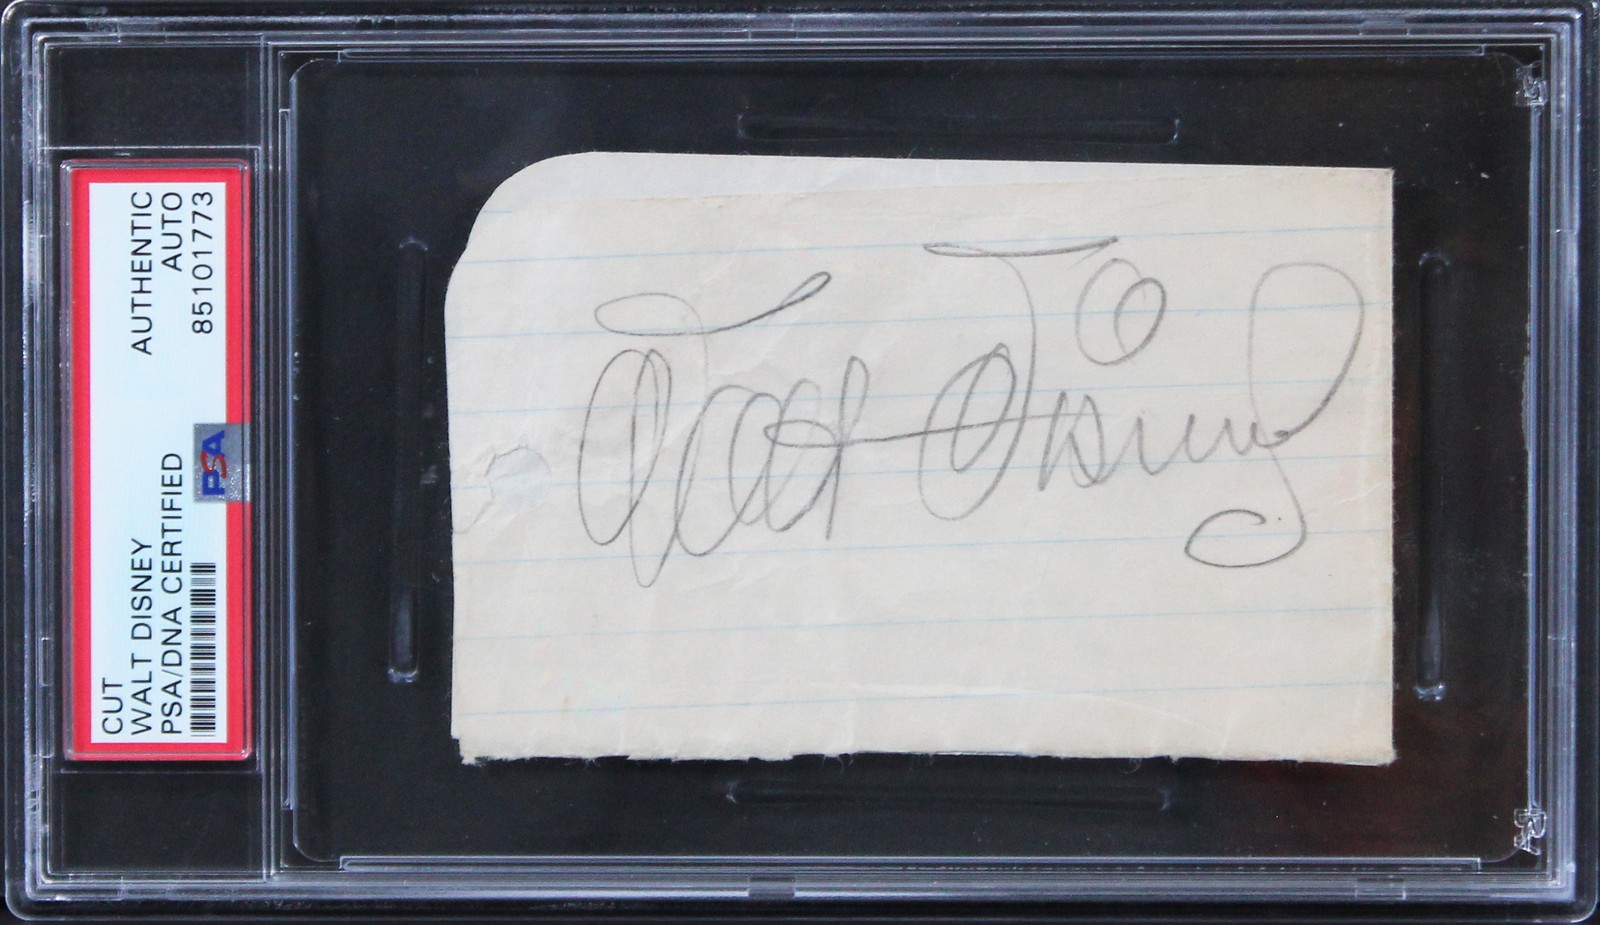 CUT
WALT DISNEY
PSA/DNA CERTIFIED
AUTHENTIC
AUTO
85101773
PSA
Walt Disney